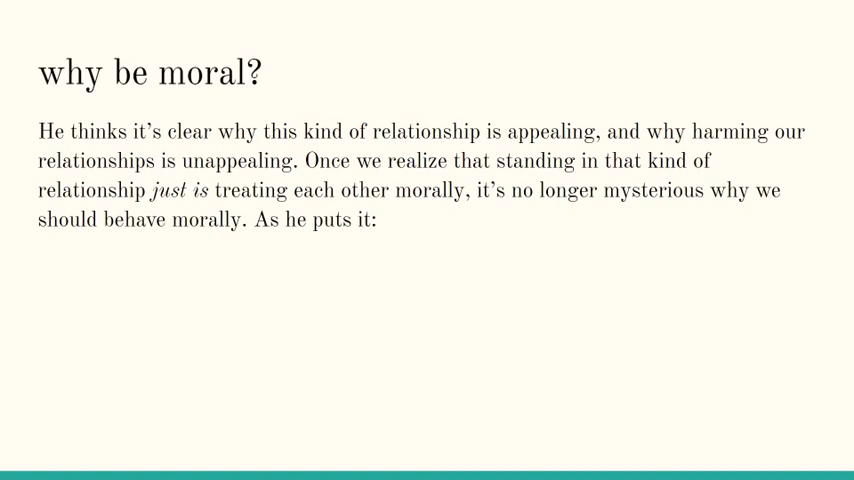 why be moral?
He thinks it’s clear why this kind of relationship is appealing, and why harming our
relationships is unappealing. Once we realize that standing in that kind of
relationship just is treating each other morally, it’s no longer mysterious why we
should behave morally. As he puts it: